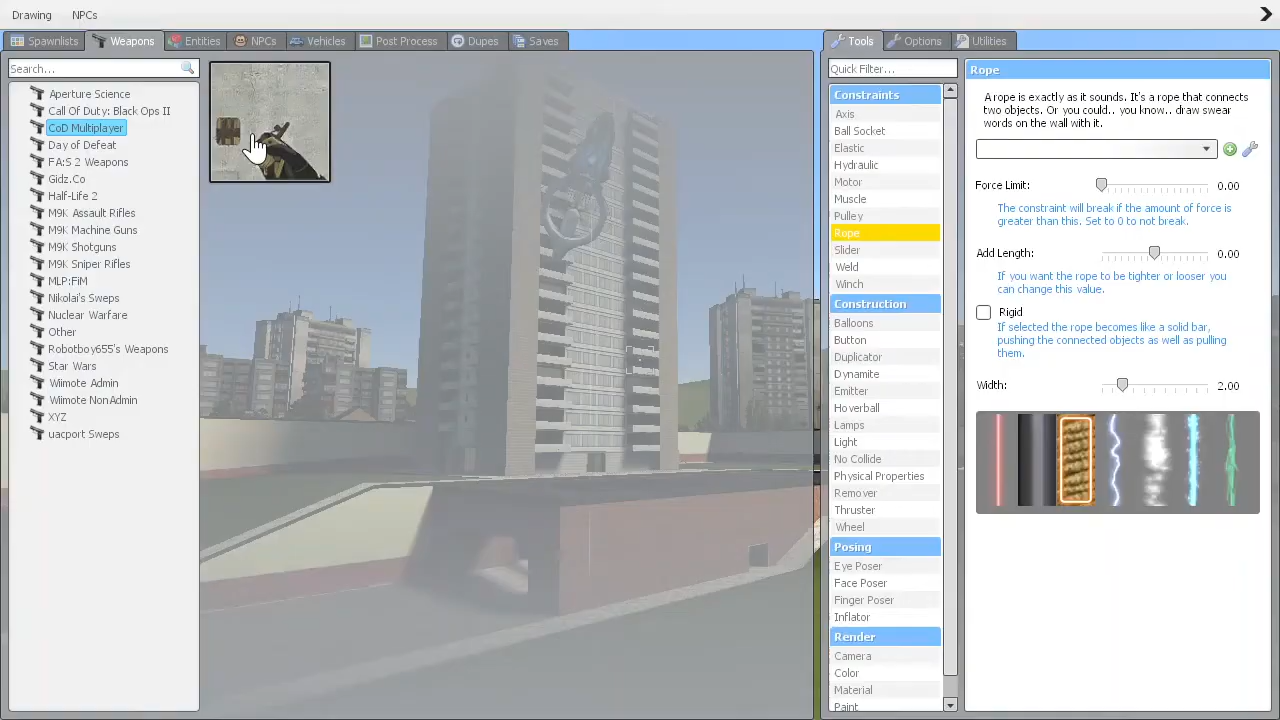 Drawing NPCs
Spawnlists Weapons Entities NPCs Vehicles Post Process Dupes Saves
Search...
Aperture Science
Call Of Duty: Black Ops II
CoD Multiplayer
Day of Defeat
FA:S 2 Weapons
Gidz.Co
Half-Life 2
M9K Assault Rifles
M9K Machine Guns
M9K Shotguns
M9K Sniper Rifles
MLP:FiM
Nikolai's Sweps
Nuclear Warfare
Other
Robotboy655's Weapons
Star Wars
Wiimote Admin
Wiimote NonAdmin
XYZ
uacport Sweps
Tools Options Utilities
Quick Filter...
Constraints
Axis
Ball Socket
Elastic
Hydraulic
Motor
Muscle
Pulley
Rope
Slider
Weld
Winch
Construction
Balloons
Button
Duplicator
Dynamite
Emitter
Hoverball
Lamps
Light
No Collide
Physical Properties
Remover
Thruster
Wheel
Posing
Eye Poser
Face Poser
Finger Poser
Inflator
Render
Camera
Color
Material
Paint
Rope
A rope is exactly as it sounds. It's a rope that connects
two objects. Or you could.. you know.. draw swear
words on the wall with it.
Force Limit: 0.00
The constraint will break if the amount of force is
greater than this. Set to 0 to not break.
Add Length: 0.00
If you want the rope to be tighter or looser you
can change this value.
Rigid
If selected the rope becomes like a solid bar,
pushing the connected objects as well as pulling
them.
Width: 2.00